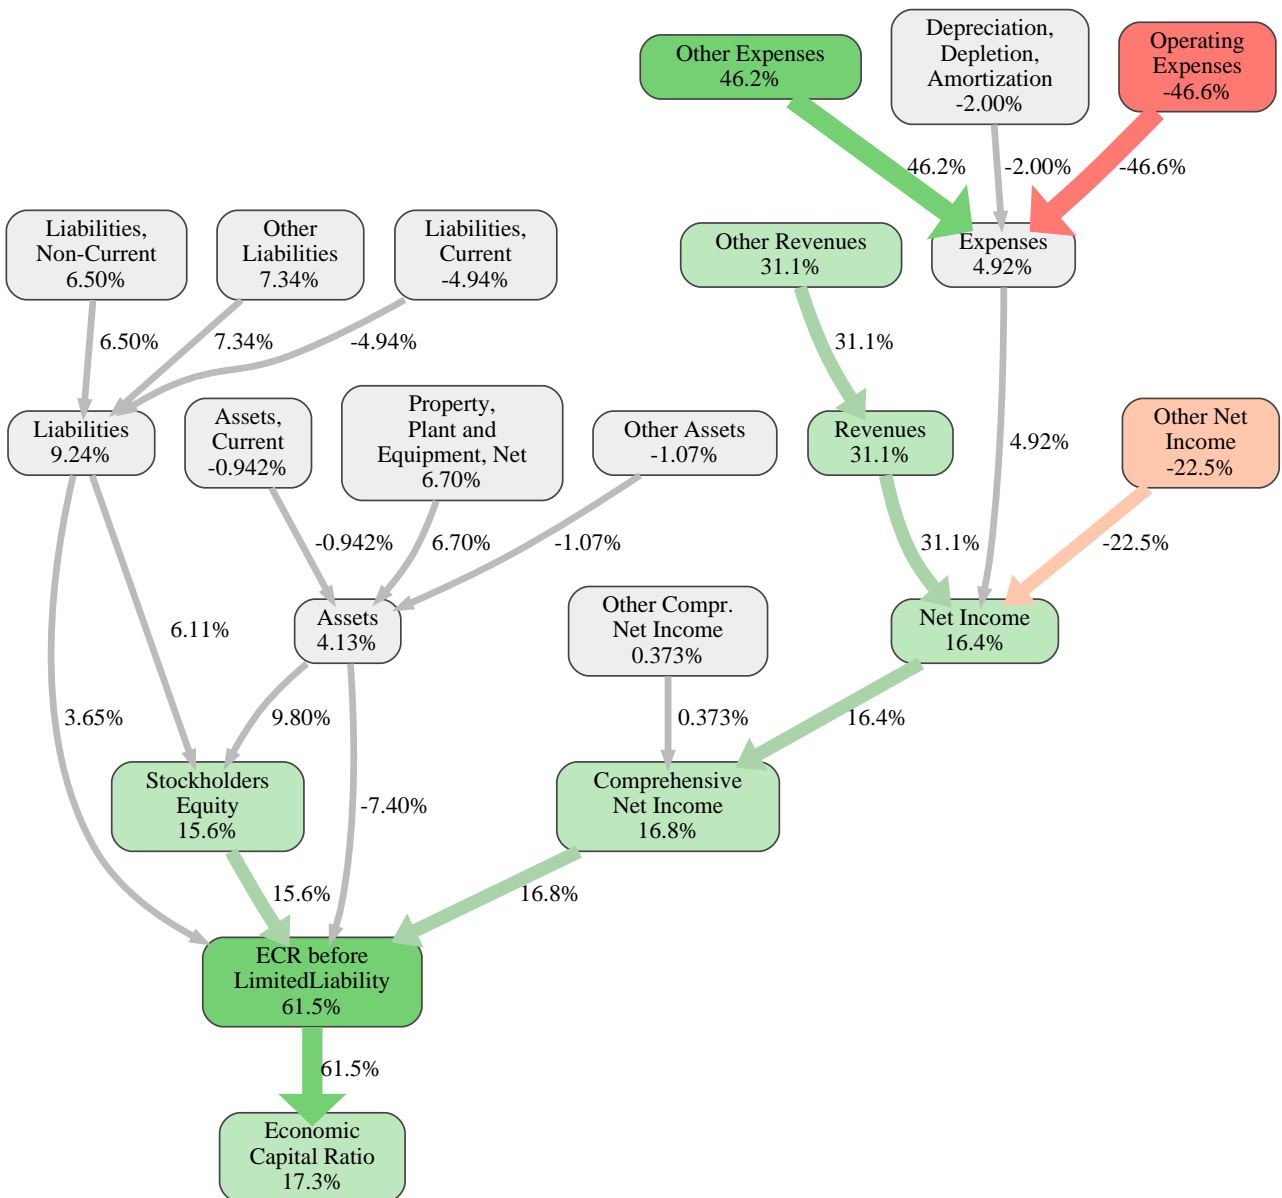 Other Expenses
46.2%
Depreciation,
Depletion,
Amortization
-2.00%
Operating
Expenses
-46.6%
46.2%
-2.00%
-46.6%
Liabilities,
Non-Current
6.50%
Other
Liabilities
7.34%
Liabilities,
Current
-4.94%
Other Revenues
31.1%
Expenses
4.92%
6.50%
7.34%
-4.94%
31.1%
Liabilities
9.24%
Assets,
Current
-0.942%
Property,
Plant and
Equipment, Net
6.70%
Other Assets
-1.07%
Revenues
31.1%
4.92%
Other Net
Income
-22.5%
-0.942%
6.70%
-1.07%
31.1%
-22.5%
6.11%
Assets
4.13%
Other Compr.
Net Income
0.373%
Net Income
16.4%
3.65%
9.80%
0.373%
16.4%
Stockholders
Equity
15.6%
-7.40%
Comprehensive
Net Income
16.8%
15.6%
16.8%
ECR before
LimitedLiability
61.5%
61.5%
Economic
Capital Ratio
17.3%